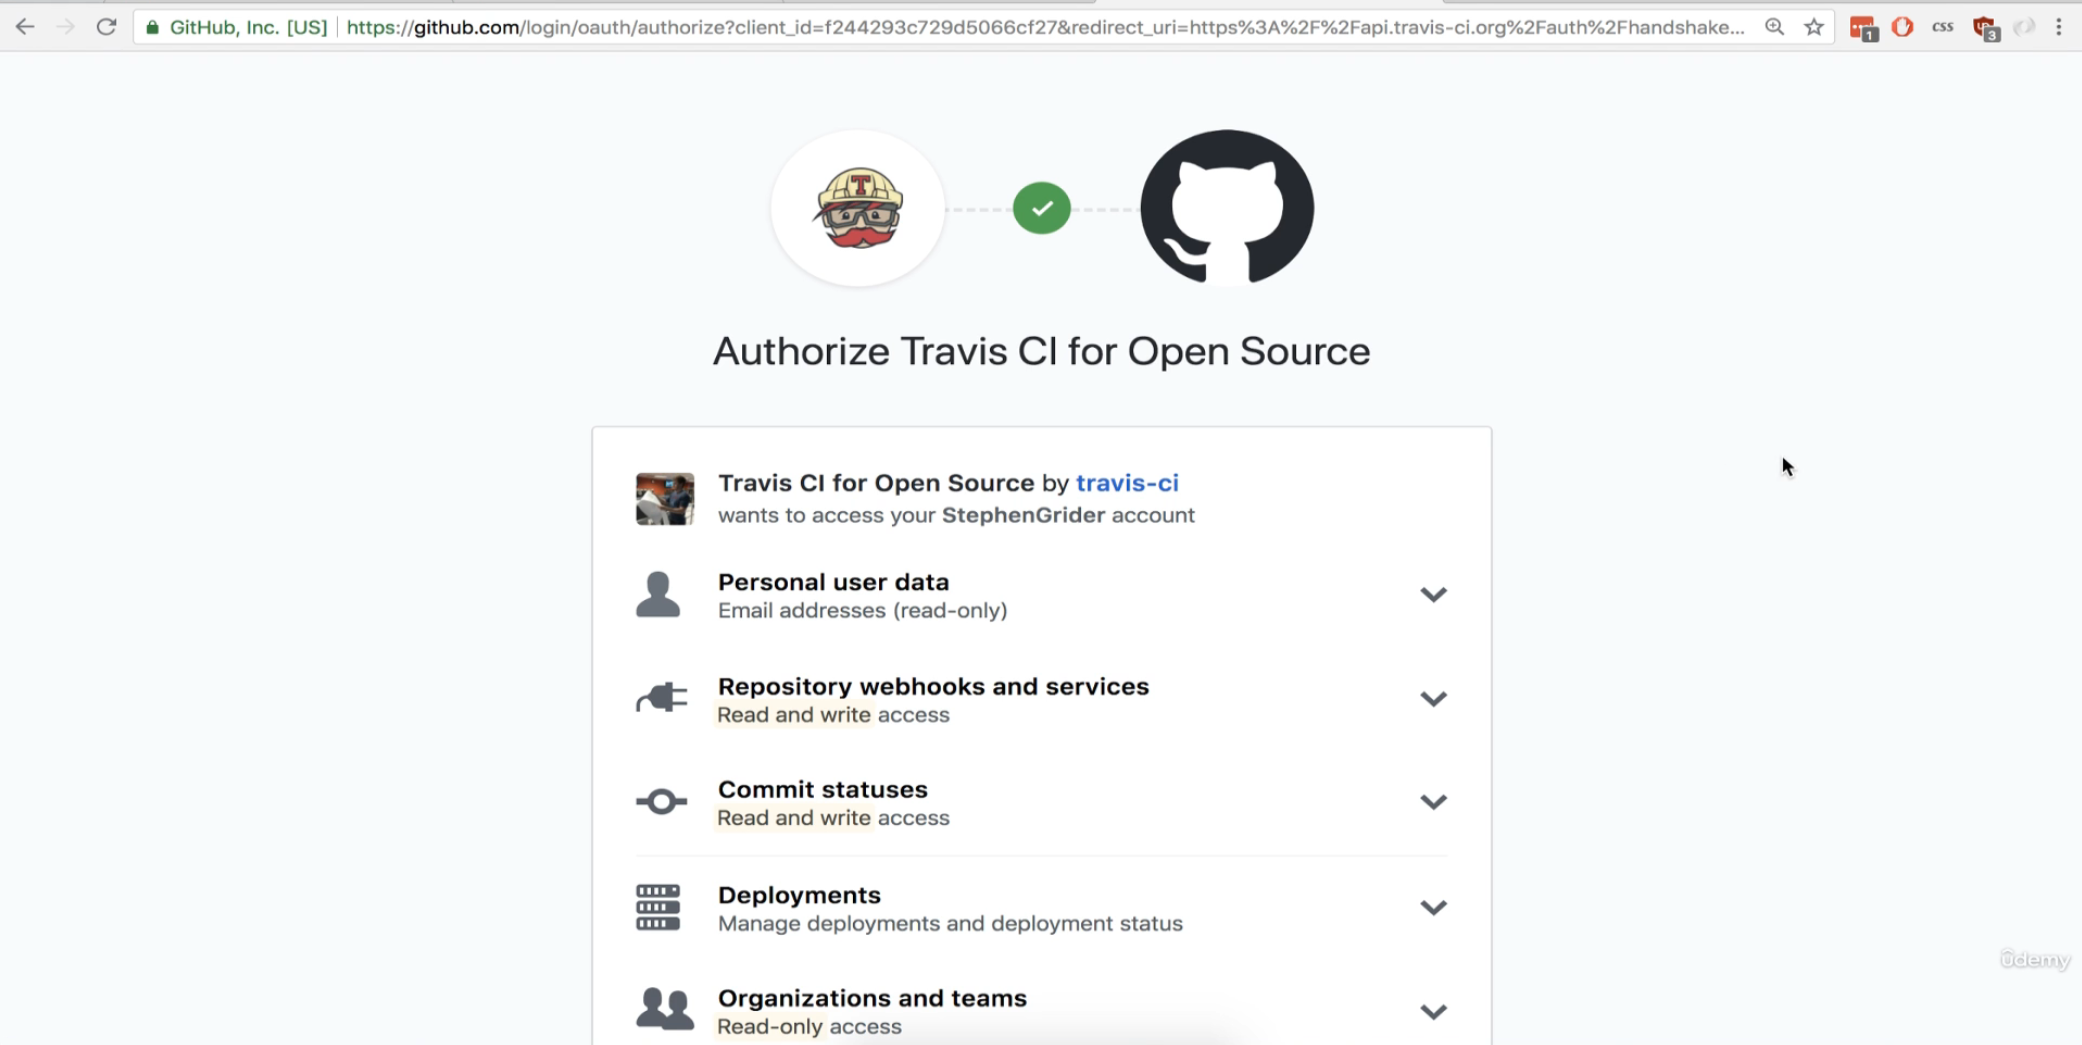 GitHub, Inc. [US] https://github.com/login/oauth/authorize?client_id=f244293c729d5066cf27&redirect_uri=https%3A%2F%2Fapi.travis-ci.org%2Fauth%2Fhandshake...
1
CSS
3
T
Authorize Travis CI for Open Source
Travis CI for Open Source by travis-ci
wants to access your StephenGrider account
Personal user data
Email addresses (read-only)
Repository webhooks and services
Read and write access
Commit statuses
Read and write access
Deployments
Manage deployments and deployment status
Organizations and teams
Read-only access
ûdemy